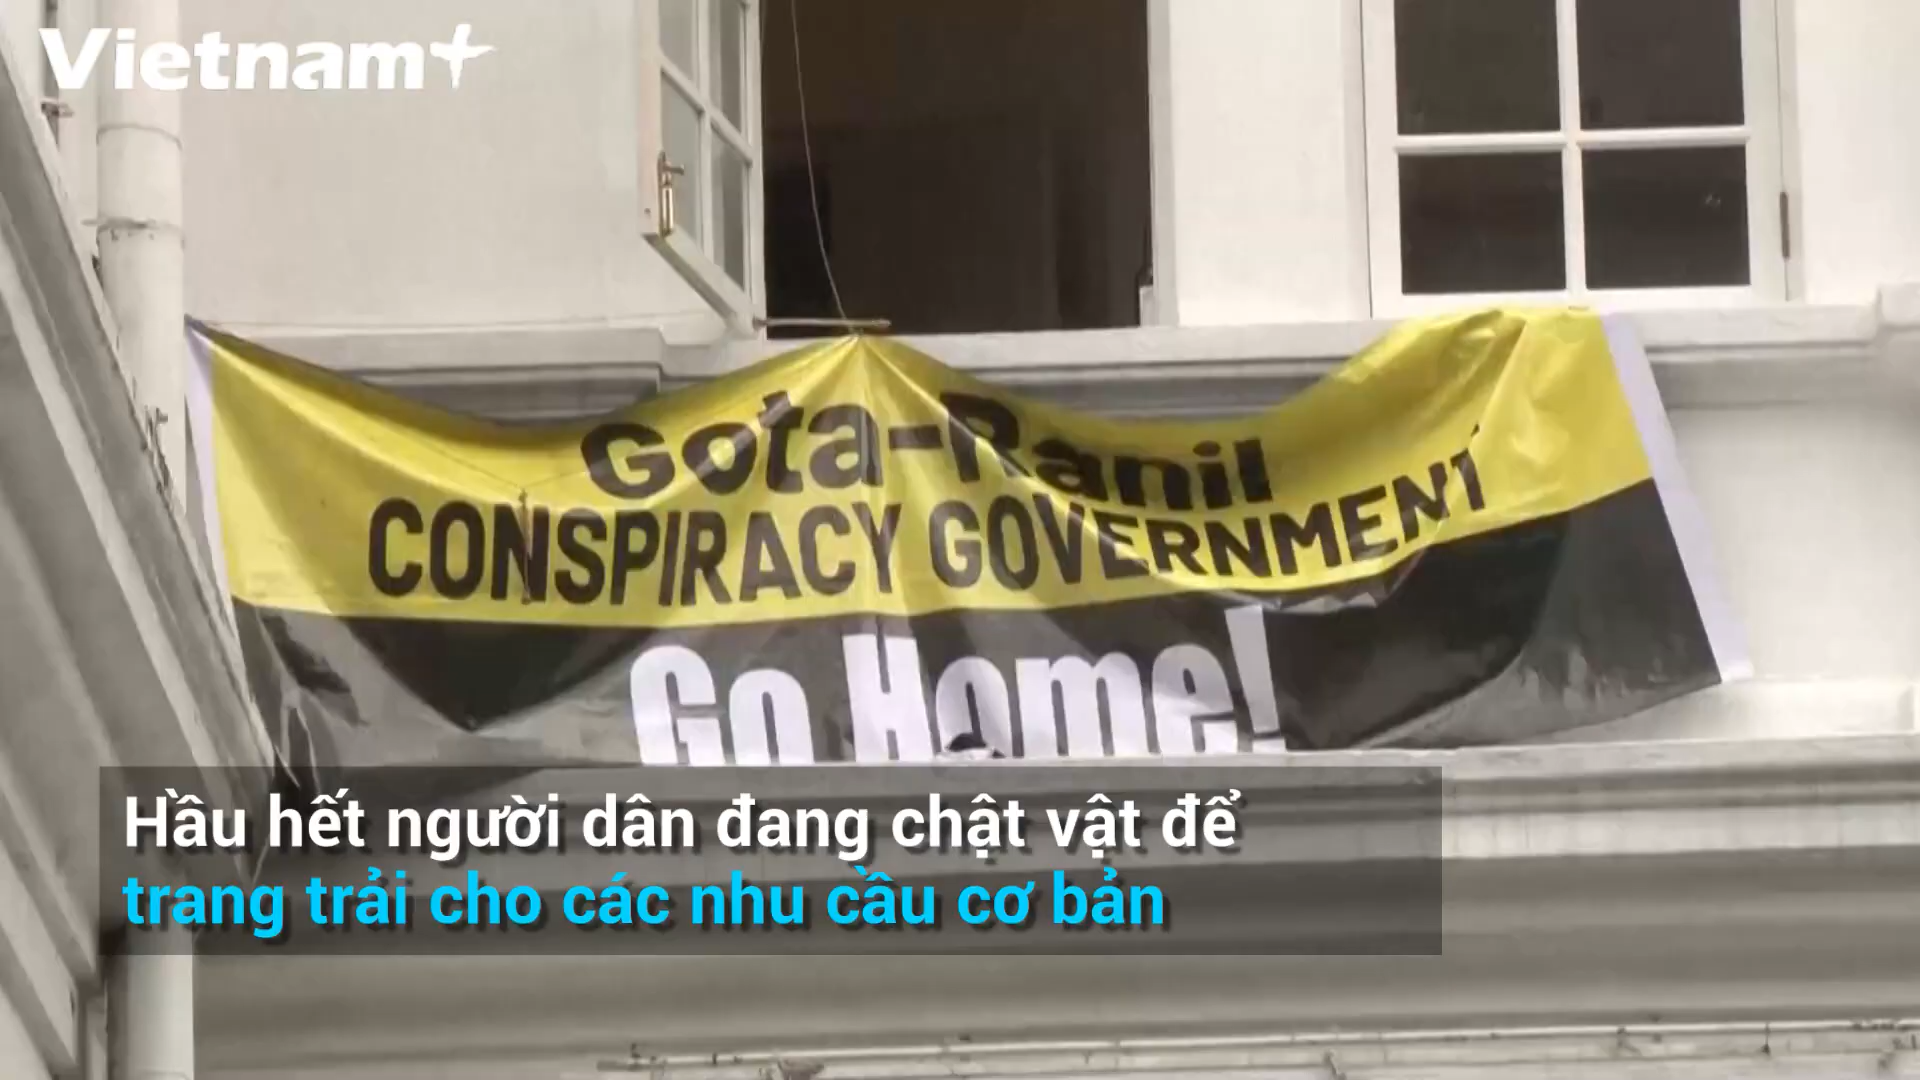 Vietnam+
Gota-Ranil
CONSPIRACY GOVERNMENT
Go Home!
Hầu hết người dân đang chật vật để
trang trải cho các nhu cầu cơ bản